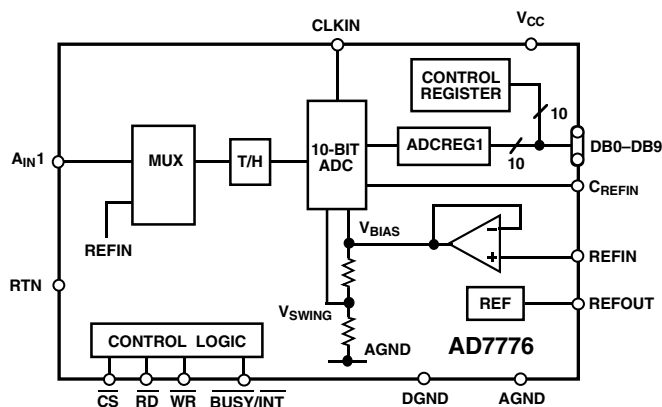 CLKIN
VCC
CONTROL
REGISTER
10
DB0–DB9
AIN1
MUX
T/H
10-BIT
ADC
ADCREG1
10
CREFIN
REFIN
VBIAS
–
+
REFIN
RTN
VSWING
REF
REFOUT
CONTROL LOGIC
AGND
AD7776
CS
RD
WR
BUSY/INT
DGND
AGND